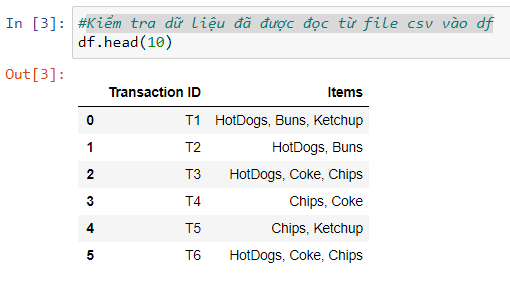 In [3]: #Kiểm tra dữ liệu đã được đọc từ file csv vào df
df.head(10)
Out[3]:
Transaction ID Items
0 T1 HotDogs, Buns, Ketchup
1 T2 HotDogs, Buns
2 T3 HotDogs, Coke, Chips
3 T4 Chips, Coke
4 T5 Chips, Ketchup
5 T6 HotDogs, Coke, Chips